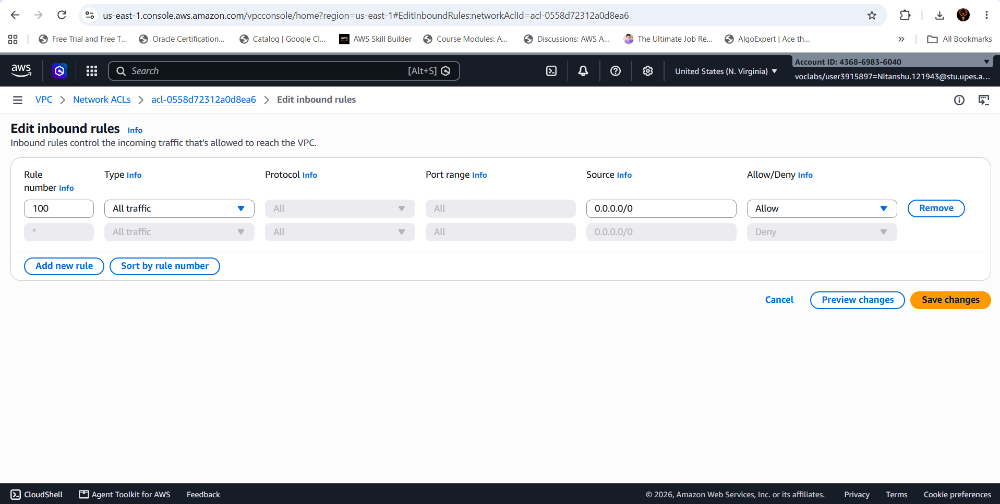 us-east-1.console.aws.amazon.com/vpcconsole/home?region=us-east-1#EditInboundRules:networkAclId=acl-0558d72312a0d8ea6
Free Trial and Free T... Oracle Certification... Catalog | Google Cl... aws AWS Skill Builder Course Modules: A... Discussions: AWS A... The Ultimate Job Re... AlgoExpert | Ace th... » All Bookmarks
aws Search [Alt+S] United States (N. Virginia) Account ID: 4368-6983-6040
voclabs/user3915897=Nitanshu.121943@stu.upes.a...
VPC Network ACLs acl-0558d72312a0d8ea6 Edit inbound rules
Edit inbound rules Info
Inbound rules control the incoming traffic that's allowed to reach the VPC.
Rule number Info Type Info Protocol Info Port range Info Source Info Allow/Deny Info
100 All traffic All All 0.0.0.0/0 Allow Remove
* All traffic All All 0.0.0.0/0 Deny
Add new rule Sort by rule number
Cancel Preview changes Save changes
CloudShell Agent Toolkit for AWS Feedback © 2026, Amazon Web Services, Inc. or its affiliates. Privacy Terms Cookie preferences